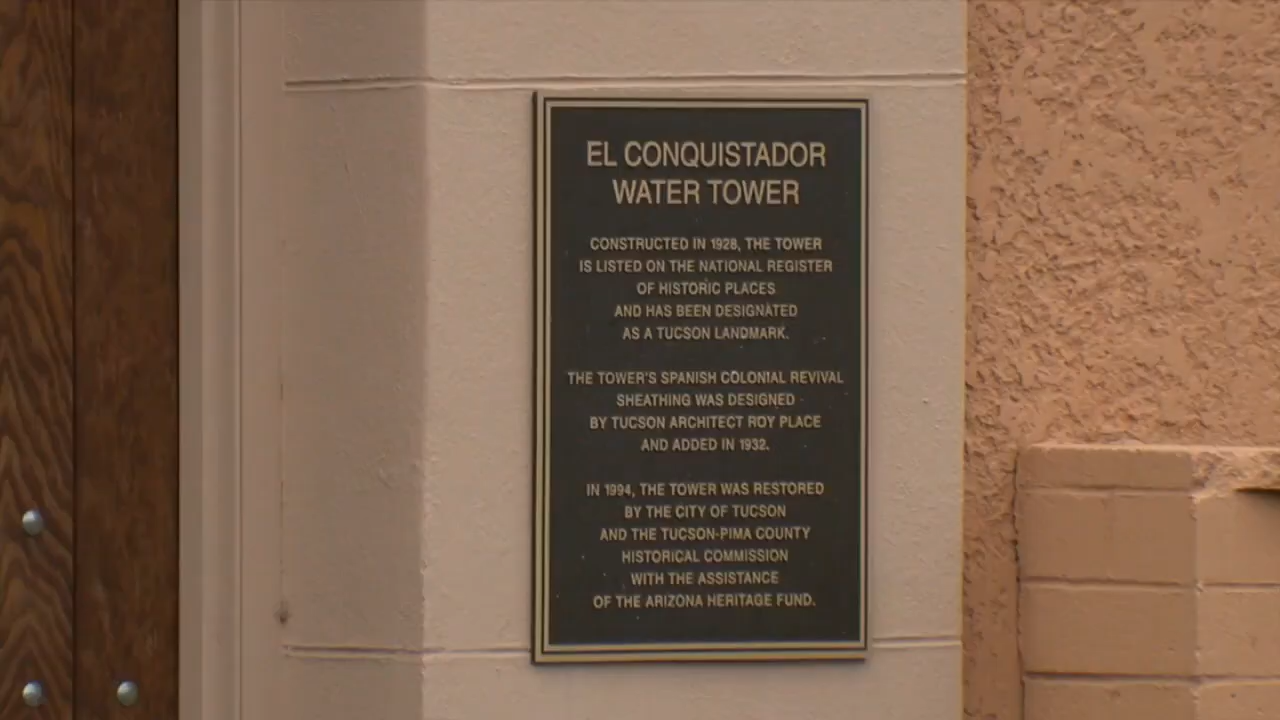 EL CONQUISTADOR
WATER TOWER
CONSTRUCTED IN 1928, THE TOWER
IS LISTED ON THE NATIONAL REGISTER
OF HISTORIC PLACES
AND HAS BEEN DESIGNATED
AS A TUCSON LANDMARK.
THE TOWER'S SPANISH COLONIAL REVIVAL
SHEATHING WAS DESIGNED
BY TUCSON ARCHITECT ROY PLACE
AND ADDED IN 1932.
IN 1994, THE TOWER WAS RESTORED
BY THE CITY OF TUCSON
AND THE TUCSON-PIMA COUNTY
HISTORICAL COMMISSION
WITH THE ASSISTANCE
OF THE ARIZONA HERITAGE FUND.